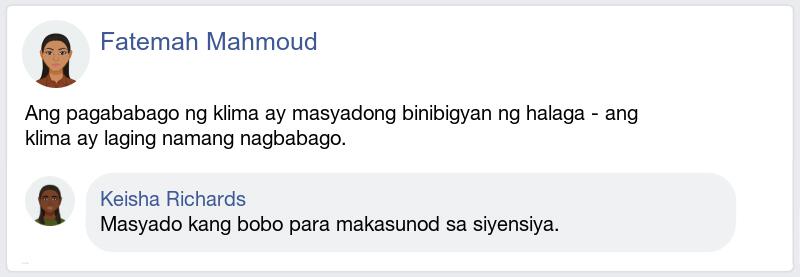 Fatemah Mahmoud
Ang pagababago ng klima ay masyadong binibigyan ng halaga - ang
klima ay laging namang nagbabago.
Keisha Richards
Masyado kang bobo para makasunod sa siyensiya.